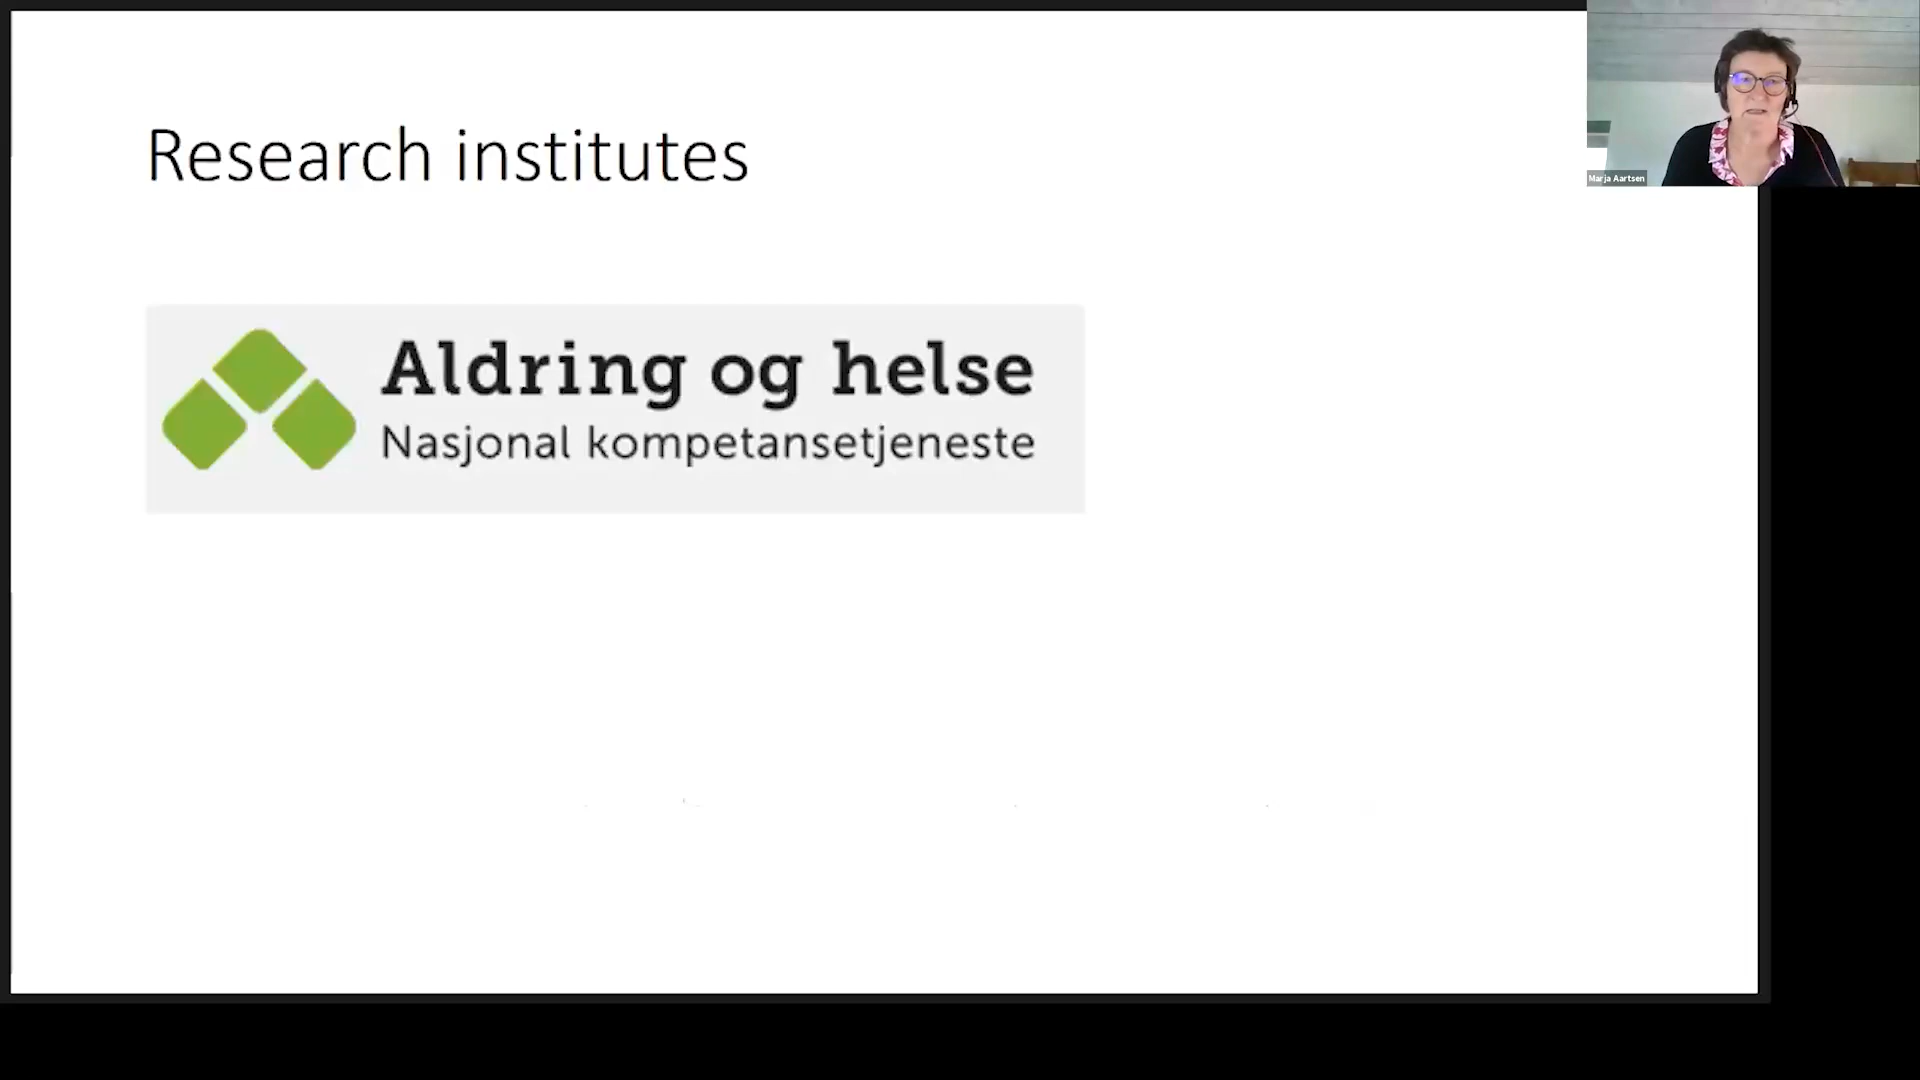 Research institutes
Aldring og helse
Nasjonal kompetansetjeneste
Marja Aartsen